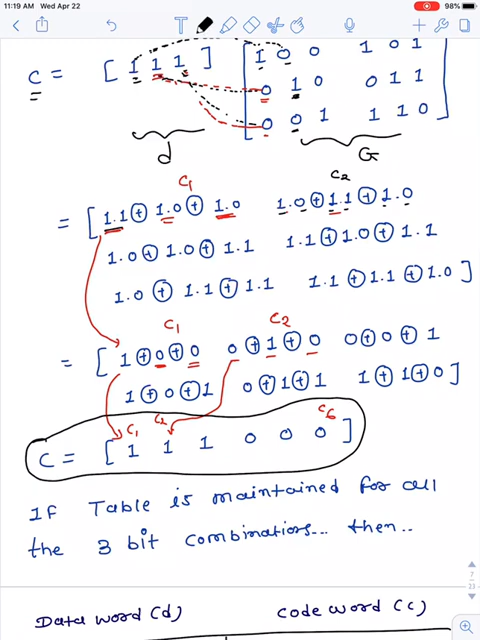 11:19 AM Wed Apr 22
98%
C = [ 1 1 1 ] [ 1 0 0 1 0 1
0 1 0 0 1 1
0 0 1 1 1 0 ]
d G
C1 C2
= [ 1.1 ⊕ 1.0 ⊕ 1.0 1.0 ⊕ 1.1 ⊕ 1.0
1.0 ⊕ 1.0 ⊕ 1.1 1.1 ⊕ 1.0 ⊕ 1.1
1.0 ⊕ 1.1 ⊕ 1.1 1.1 ⊕ 1.1 ⊕ 1.0 ]
C1 C2
= [ 1 ⊕ 0 ⊕ 0 0 ⊕ 1 ⊕ 0 0 ⊕ 0 ⊕ 1
1 ⊕ 0 ⊕ 1 0 ⊕ 1 ⊕ 1 1 ⊕ 1 ⊕ 0 ]
C1 C2 C6
C = [ 1 1 1 0 0 0 ]
If Table is maintained for all
the 3 bit combinations... then..
7
23
Data word (d) code word (c)